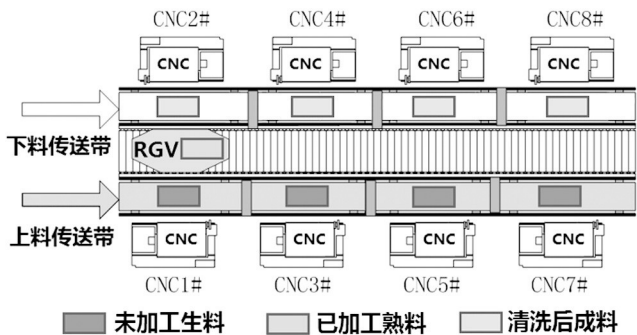 CNC2# CNC4# CNC6# CNC8#
CNC CNC CNC CNC
下料传送带
RGV
上料传送带
CNC CNC CNC CNC
CNC1# CNC3# CNC5# CNC7#
未加工生料 已加工熟料 清洗后成料